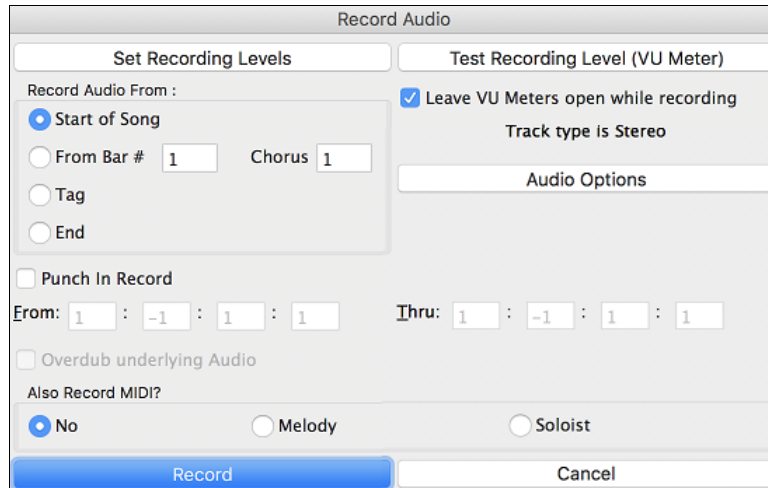 Record Audio
Set Recording Levels
Test Recording Level (VU Meter)
Record Audio From :
Leave VU Meters open while recording
Start of Song
Track type is Stereo
From Bar # 1 Chorus 1
Audio Options
Tag
End
Punch In Record
From: 1 : -1 : 1 : 1 Thru: 1 : -1 : 1 : 1
Overdub underlying Audio
Also Record MIDI?
No Melody Soloist
Record Cancel